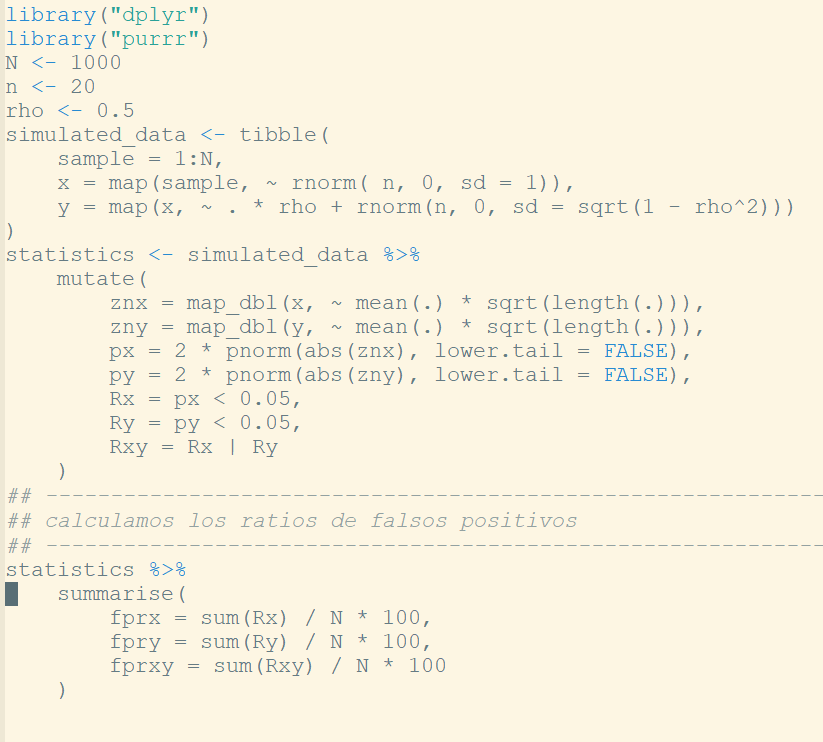 library("dplyr")
library("purrr")
N <- 1000
n <- 20
rho <- 0.5
simulated_data <- tibble(
    sample = 1:N,
    x = map(sample, ~ rnorm( n, 0, sd = 1)),
    y = map(x, ~ . * rho + rnorm(n, 0, sd = sqrt(1 - rho^2)))
)
statistics <- simulated_data %>%
    mutate(
        znx = map_dbl(x, ~ mean(.) * sqrt(length(.))),
        zny = map_dbl(y, ~ mean(.) * sqrt(length(.))),
        px = 2 * pnorm(abs(znx), lower.tail = FALSE),
        py = 2 * pnorm(abs(zny), lower.tail = FALSE),
        Rx = px < 0.05,
        Ry = py < 0.05,
        Rxy = Rx | Ry
    )
## ------------------------------------------------------------
## calculamos los ratios de falsos positivos
## ------------------------------------------------------------
statistics %>%
    summarise(
        fprx = sum(Rx) / N * 100,
        fpry = sum(Ry) / N * 100,
        fprxy = sum(Rxy) / N * 100
    )